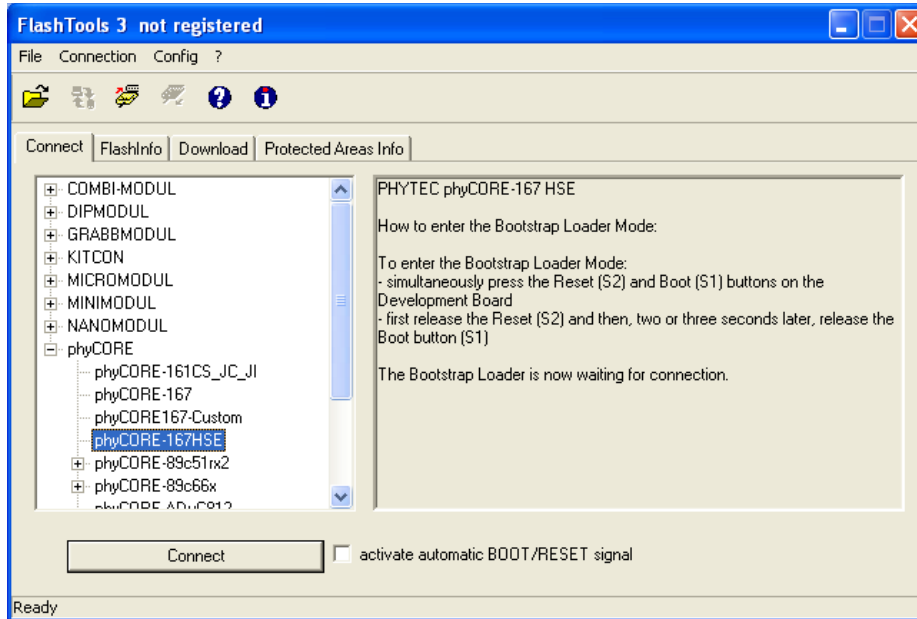 FlashTools 3 not registered
File Connection Config ?
Connect FlashInfo Download Protected Areas Info
COMBI-MODUL
DIPMODUL
GRABBMODUL
KITCON
MICROMODUL
MINIMODUL
NANOMODUL
phyCORE
phyCORE-161CS_JC_JI
phyCORE-167
phyCORE167-Custom
phyCORE-167HSE
phyCORE-89c51rx2
phyCORE-89c66x
phyCORE-ADuC812
PHYTEC phyCORE-167 HSE
How to enter the Bootstrap Loader Mode:
To enter the Bootstrap Loader Mode:
- simultaneously press the Reset (S2) and Boot (S1) buttons on the
Development Board
- first release the Reset (S2) and then, two or three seconds later, release the
Boot button (S1)
The Bootstrap Loader is now waiting for connection.
Connect
activate automatic BOOT/RESET signal
Ready